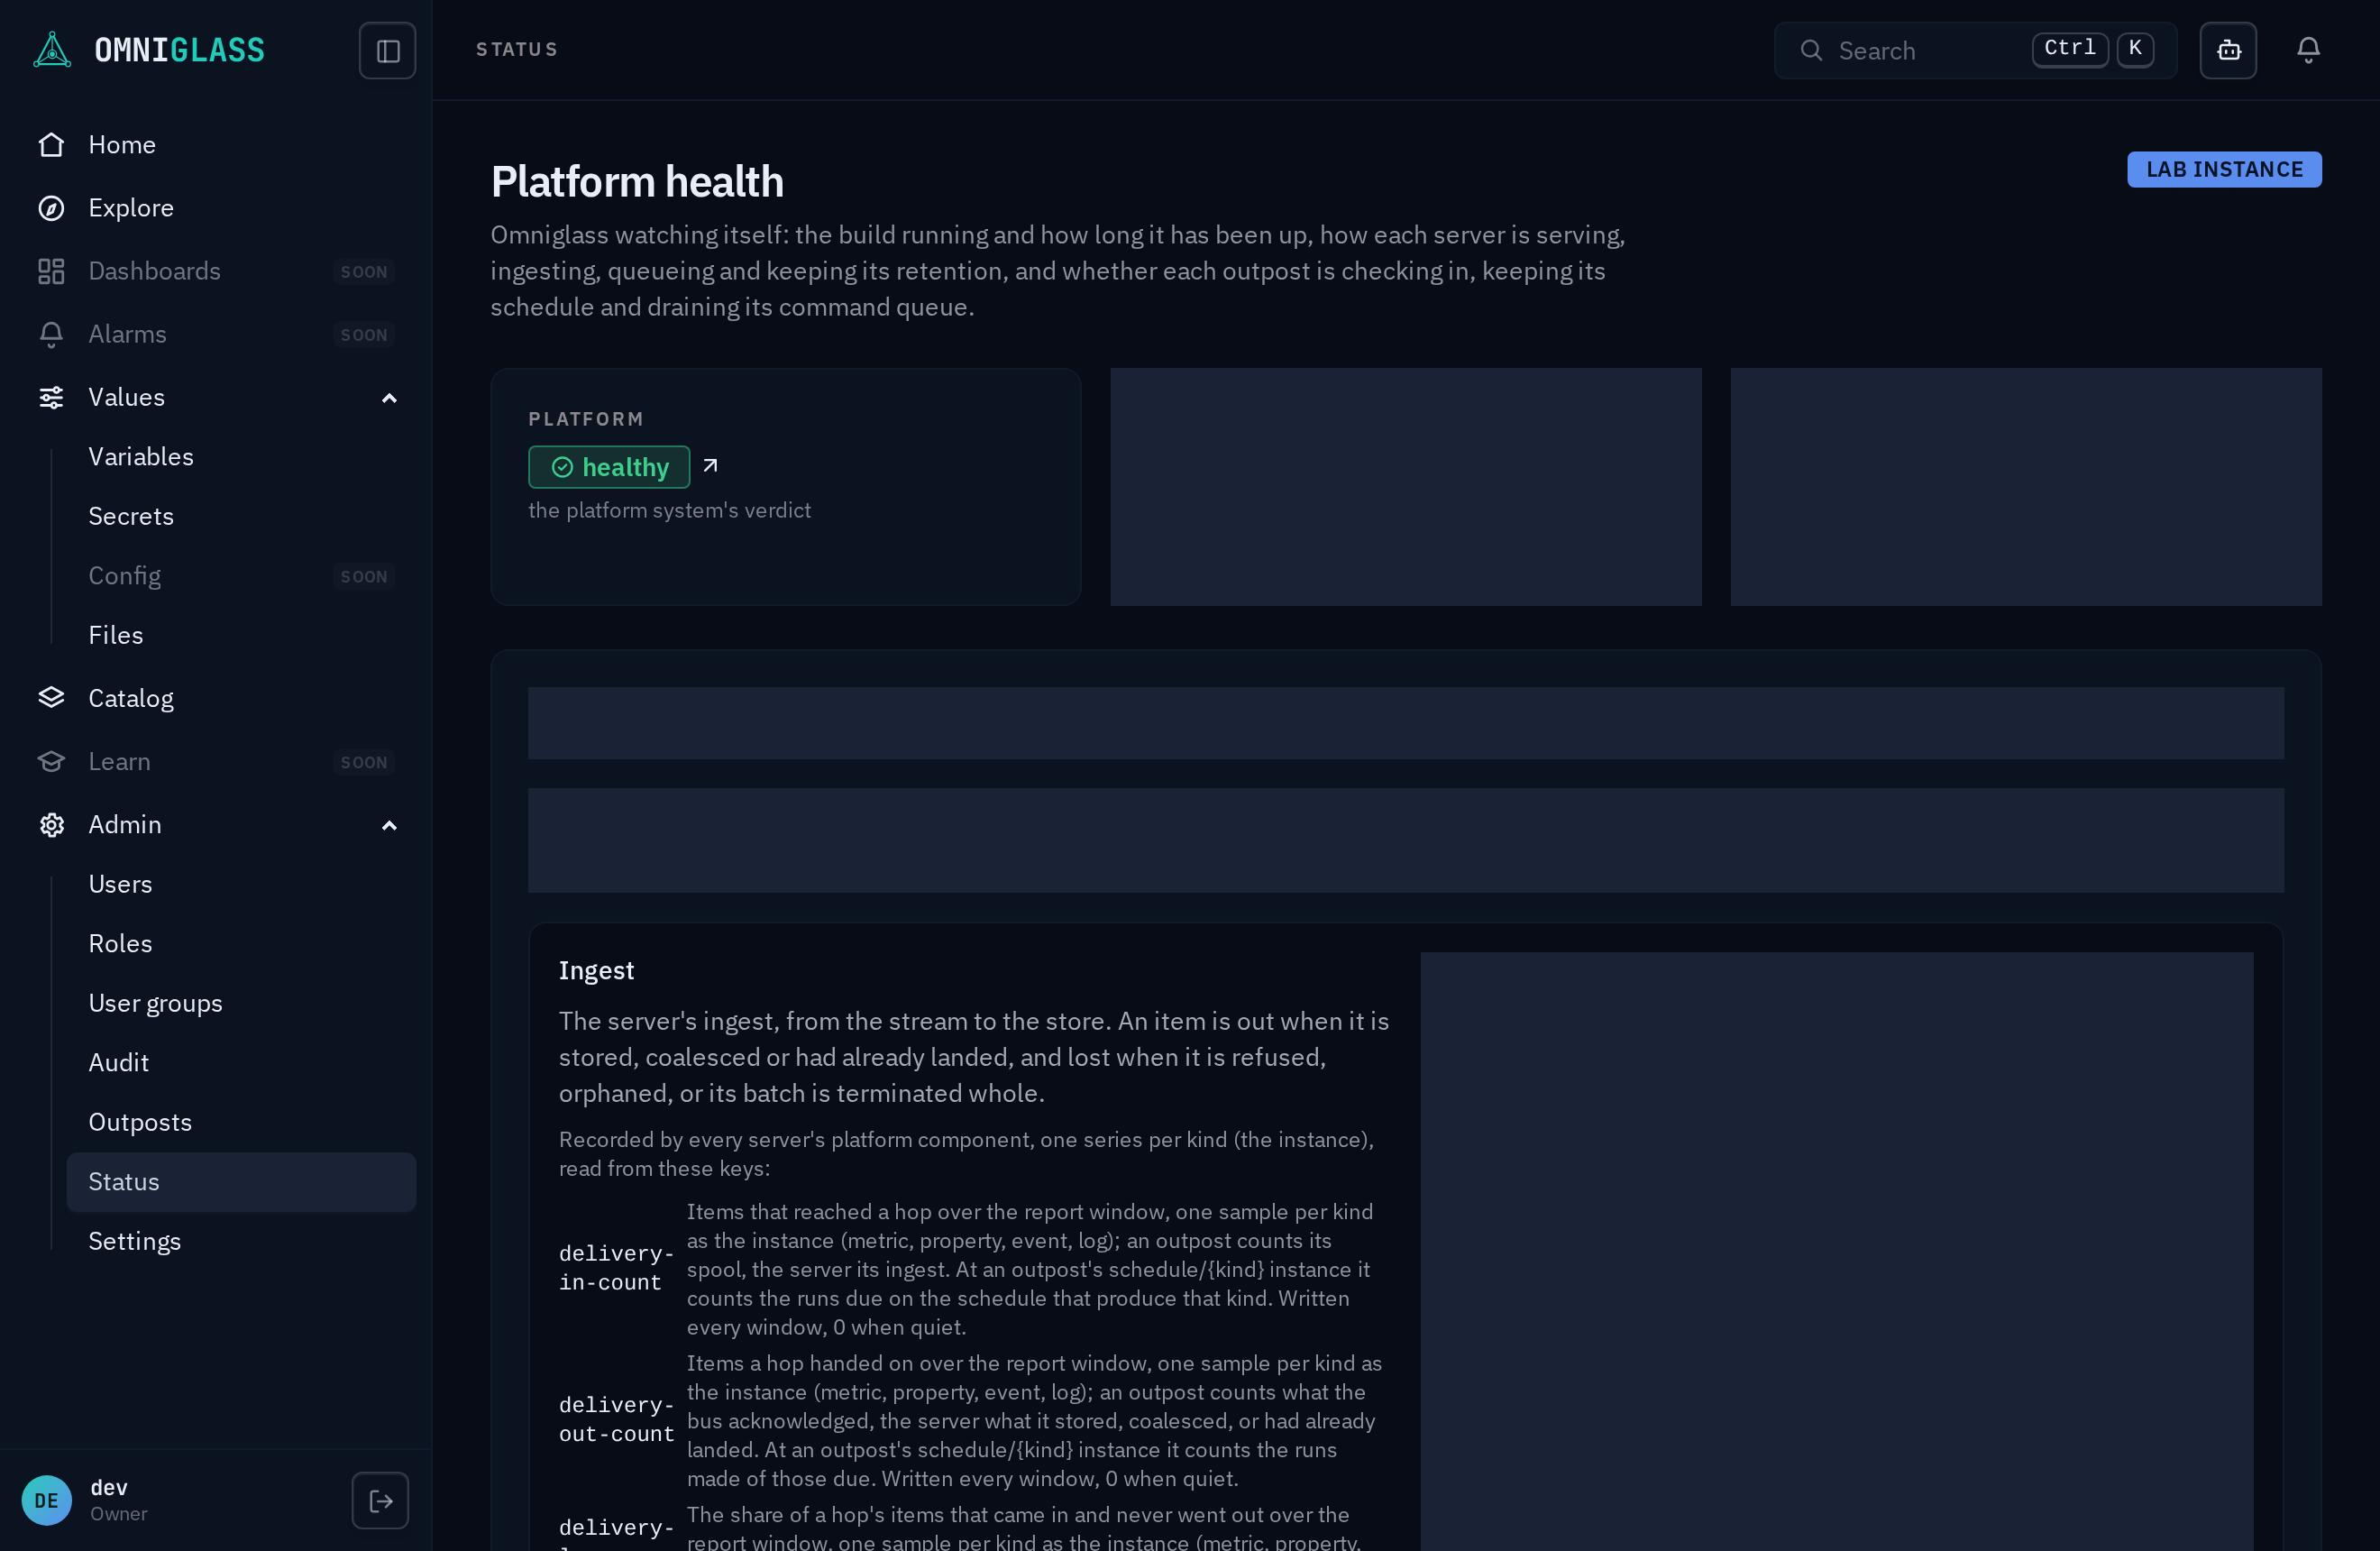 OMNIGLASS
STATUS
Search
Ctrl
K
Home
Explore
Dashboards
SOON
Alarms
SOON
Values
Variables
Secrets
Config
SOON
Files
Catalog
Learn
SOON
Admin
Users
Roles
User groups
Audit
Outposts
Status
Settings
DE
dev
Owner
Platform health
LAB INSTANCE
Omniglass watching itself: the build running and how long it has been up, how each server is serving,
ingesting, queueing and keeping its retention, and whether each outpost is checking in, keeping its
schedule and draining its command queue.
PLATFORM
healthy
the platform system's verdict
Ingest
The server's ingest, from the stream to the store. An item is out when it is
stored, coalesced or had already landed, and lost when it is refused,
orphaned, or its batch is terminated whole.
Recorded by every server's platform component, one series per kind (the instance),
read from these keys:
delivery-
in-count
Items that reached a hop over the report window, one sample per kind
as the instance (metric, property, event, log); an outpost counts its
spool, the server its ingest. At an outpost's schedule/{kind} instance it
counts the runs due on the schedule that produce that kind. Written
every window, 0 when quiet.
delivery-
out-count
Items a hop handed on over the report window, one sample per kind as
the instance (metric, property, event, log); an outpost counts what the
bus acknowledged, the server what it stored, coalesced, or had already
landed. At an outpost's schedule/{kind} instance it counts the runs
made of those due. Written every window, 0 when quiet.
delivery-
The share of a hop's items that came in and never went out over the
report window, one sample per kind as the instance (metric, property,